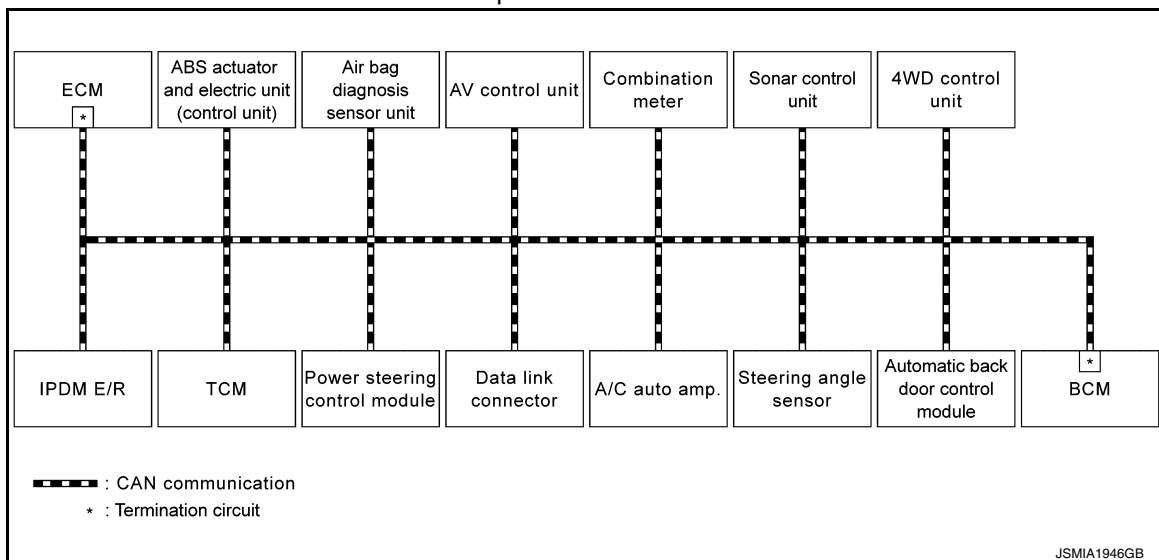 ECM
*
ABS actuator
and electric unit
(control unit)
Air bag
diagnosis
sensor unit
AV control unit
Combination
meter
Sonar control
unit
4WD control
unit
IPDM E/R
TCM
Power steering
control module
Data link
connector
A/C auto amp.
Steering angle
sensor
Automatic back
door control
module
*
BCM
: CAN communication
* : Termination circuit
JSMIA1946GB